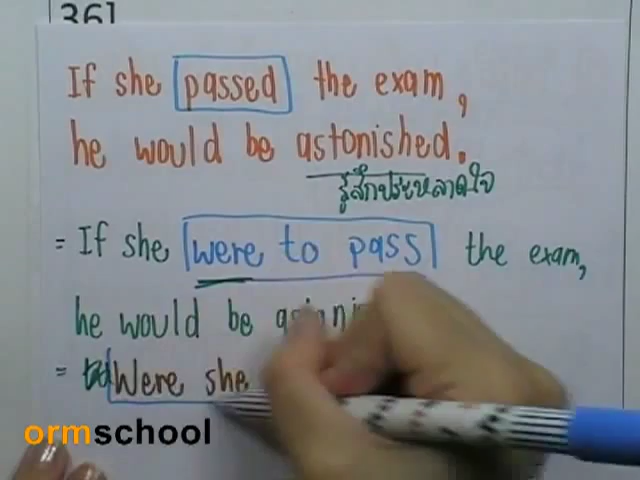 36]
If she passed the exam,
he would be astonished.
รู้สึกประหลาดใจ
= If she were to pass the exam,
he would be
= Were she
ormschool